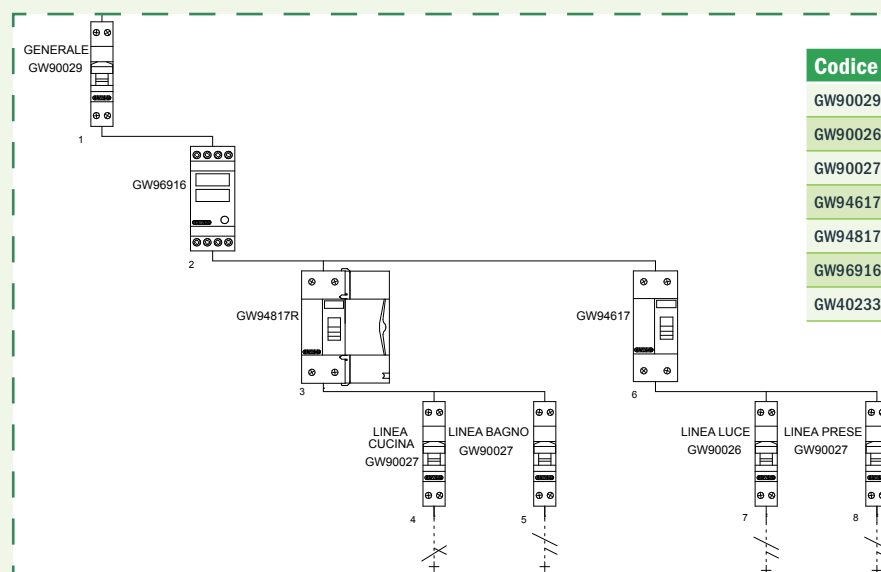 GENERALE
GW90029
1
GW96916
2
GW94817R
3
GW94617
6
LINEA
CUCINA
GW90027
4
LINEA BAGNO
GW90027
5
LINEA LUCE
GW90026
7
LINEA PRESE
GW90027
8
Codice
GW90029
GW90026
GW90027
GW94617
GW94817
GW96916
GW40233